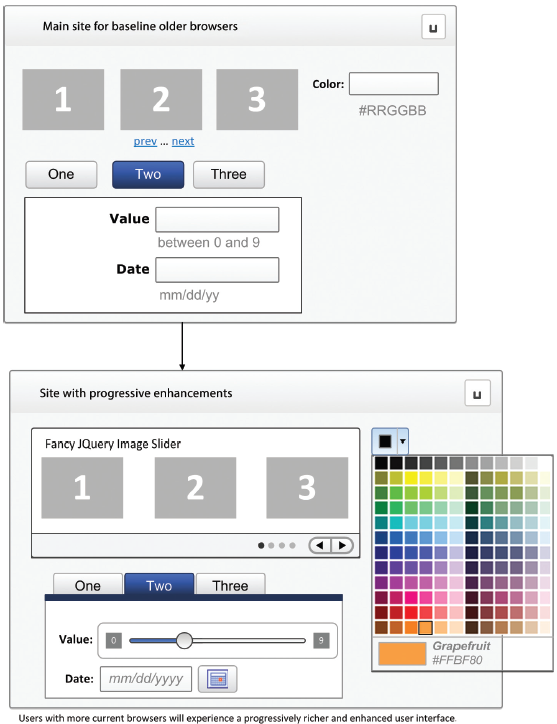 Main site for baseline older browsers
u
1 2 3
Color:
#RRGGBB
prev ... next
One Two Three
Value
between 0 and 9
Date
mm/dd/yy
Site with progressive enhancements
u
Fancy JQuery Image Slider
1 2 3
One Two Three
Value: 0 9
Grapefruit
#FFBF80
Date: mm/dd/yyyy
Users with more current browsers will experience a progressively richer and enhanced user interface.